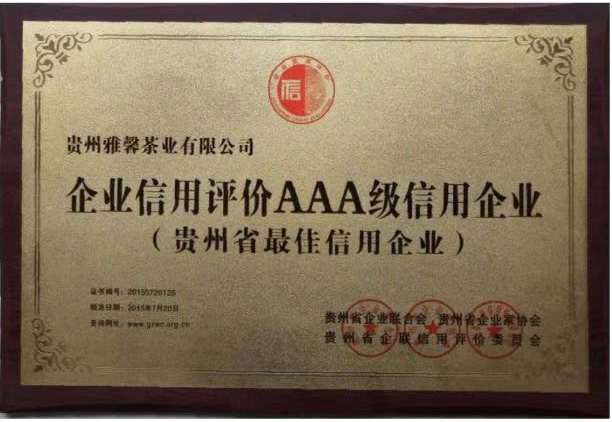 信
贵州雅馨茶业有限公司
企业信用评价AAA级信用企业
（贵州省最佳信用企业）
证书编号：20150720128
颁发日期：2015年7月20日
查询网址：www.gzec.org.cn
贵州省企业联合会 贵州省企业家协会
贵州省企联信用评价委员会